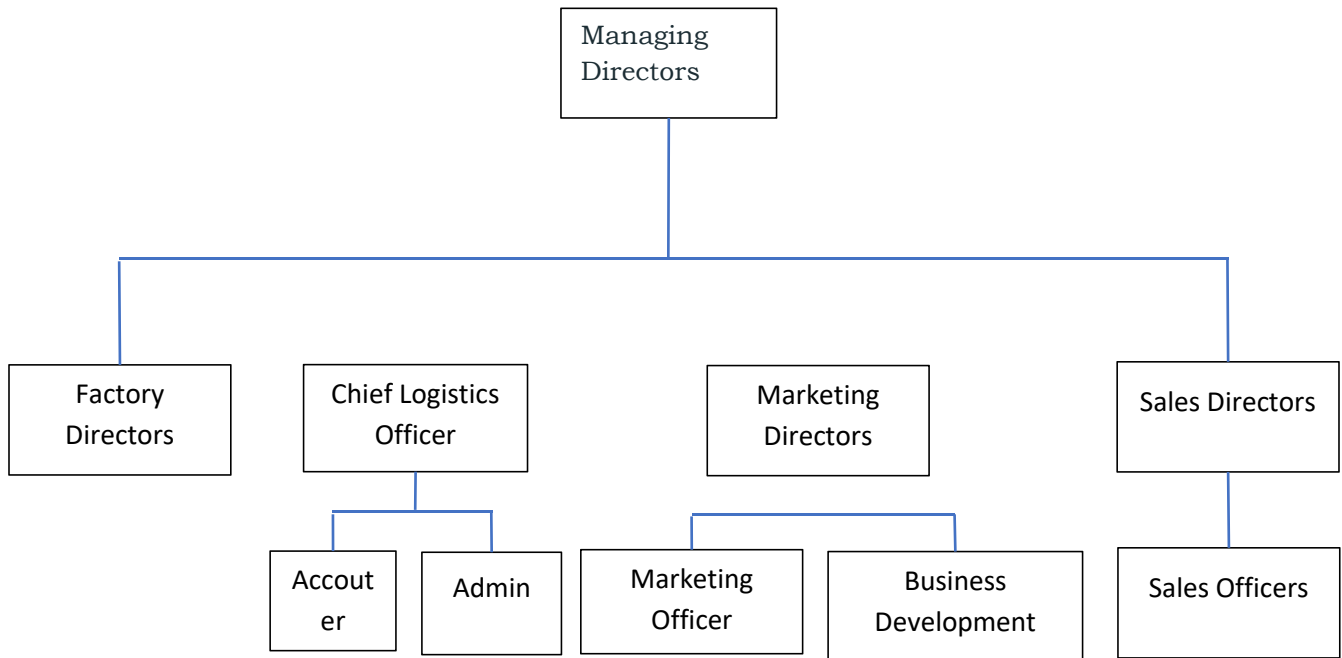 Managing
Directors
Factory
Directors
Chief Logistics
Officer
Marketing
Directors
Sales Directors
Accout
er
Admin
Marketing
Officer
Business
Development
Sales Officers